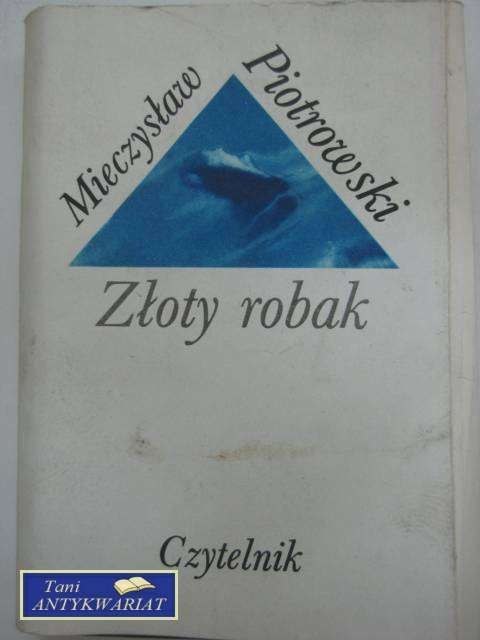 Mieczysław
Piotrowski
Złoty robak
Czytelnik
Tani
ANTYKWARIAT